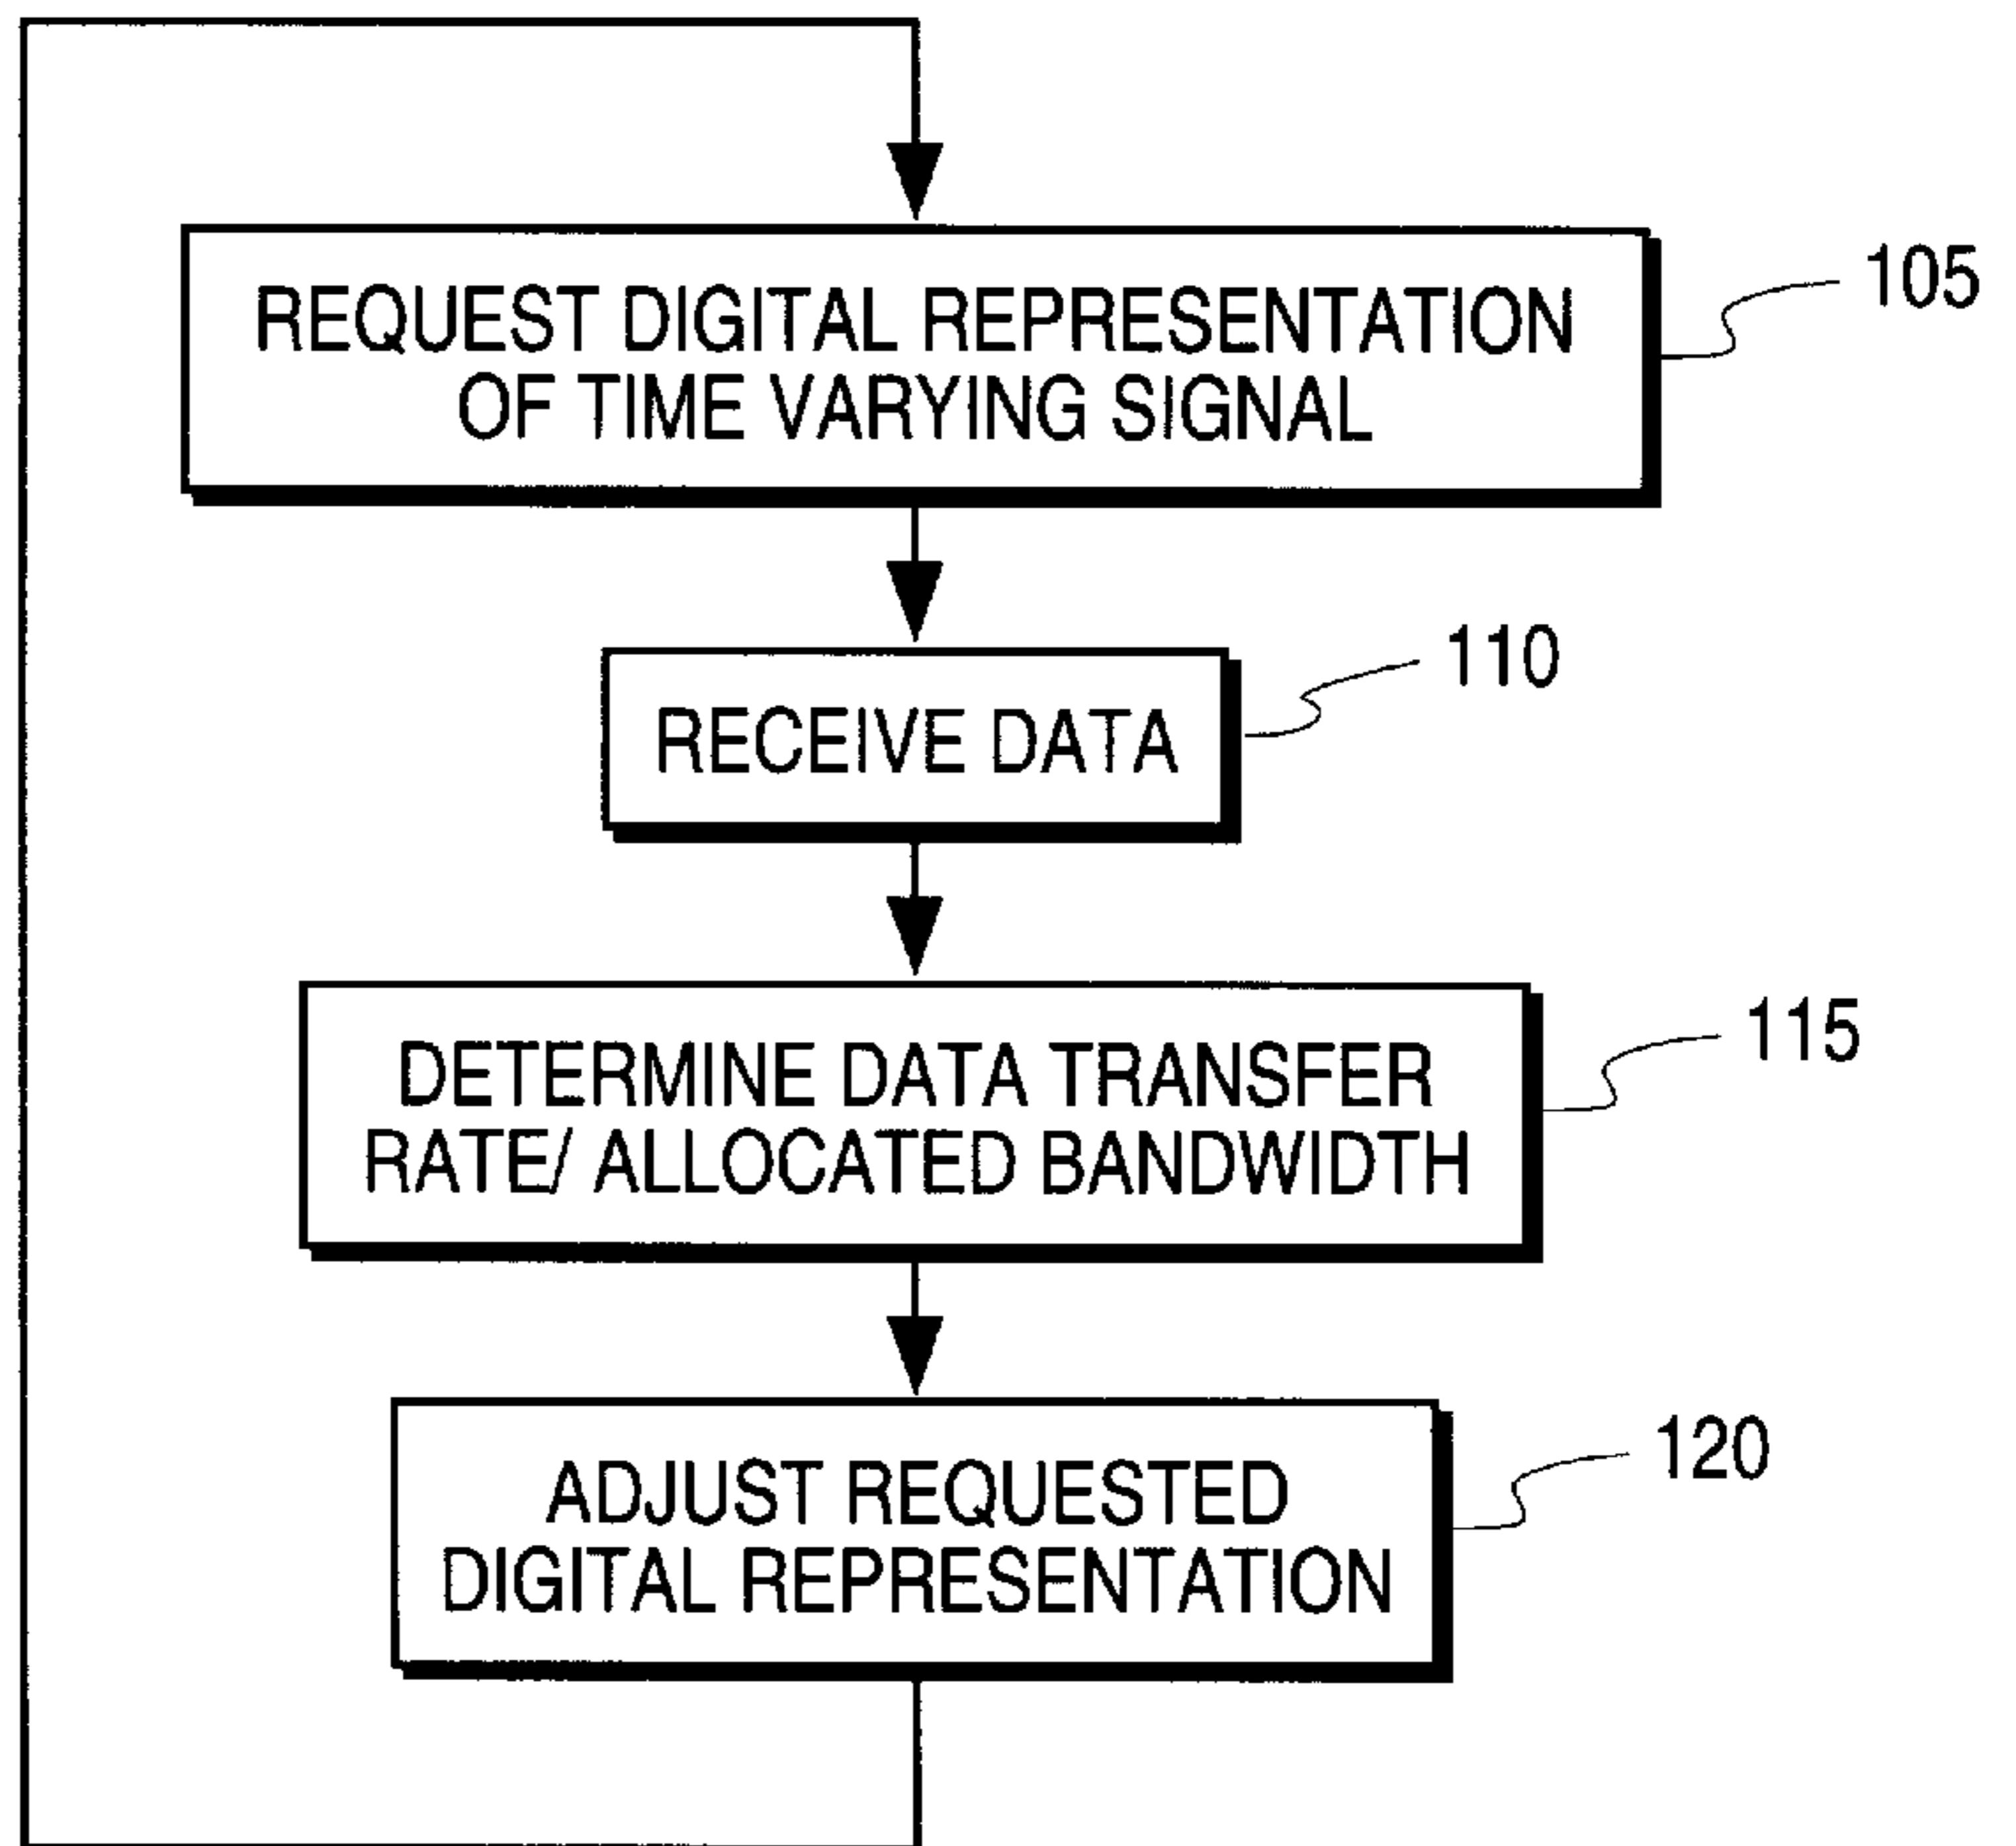 REQUEST DIGITAL REPRESENTATION
OF TIME VARYING SIGNAL
105
RECEIVE DATA
110
DETERMINE DATA TRANSFER
RATE/ ALLOCATED BANDWIDTH
115
ADJUST REQUESTED
DIGITAL REPRESENTATION
120